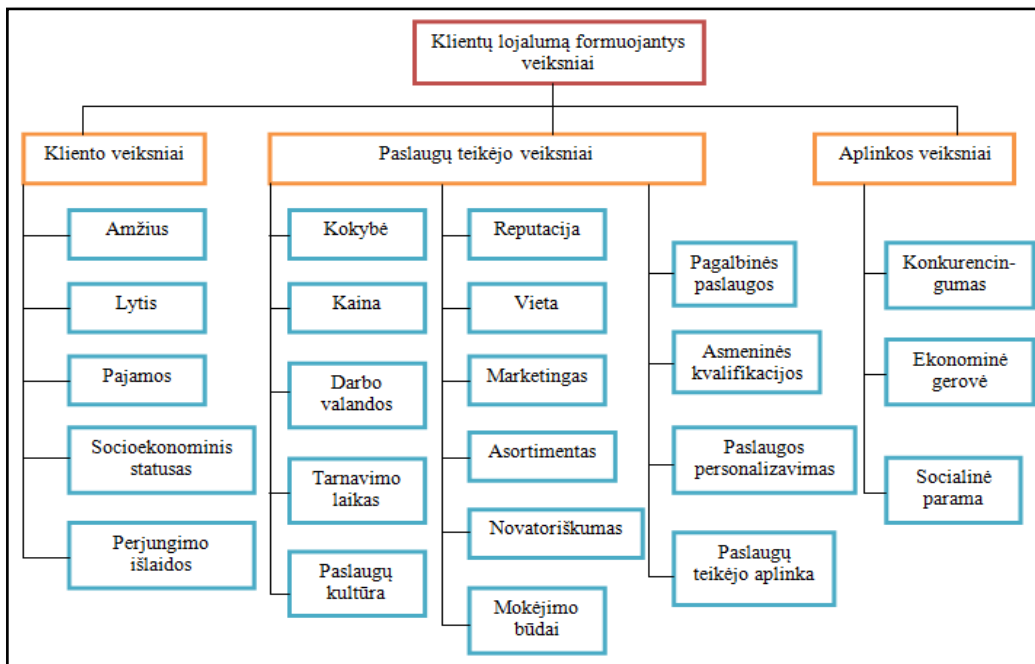 Klientų lojalumą formuojantys
veiksniai
Kliento veiksniai
Amžius
Lytis
Pajamos
Socioekonominis
statusas
Perjungimo
išlaidos
Paslaugų teikėjo veiksniai
Kokybė
Kaina
Darbo
valandos
Tarnavimo
laikas
Paslaugų
kultūra
Reputacija
Vieta
Marketingas
Asortimentas
Novatoriškumas
Mokėjimo
būdai
Pagalbinės
paslaugos
Asmeninės
kvalifikacijos
Paslaugos
personalizavimas
Paslaugų
teikėjo aplinka
Aplinkos veiksniai
Konkurencin-
gumas
Ekonominė
gerovė
Socialinė
parama